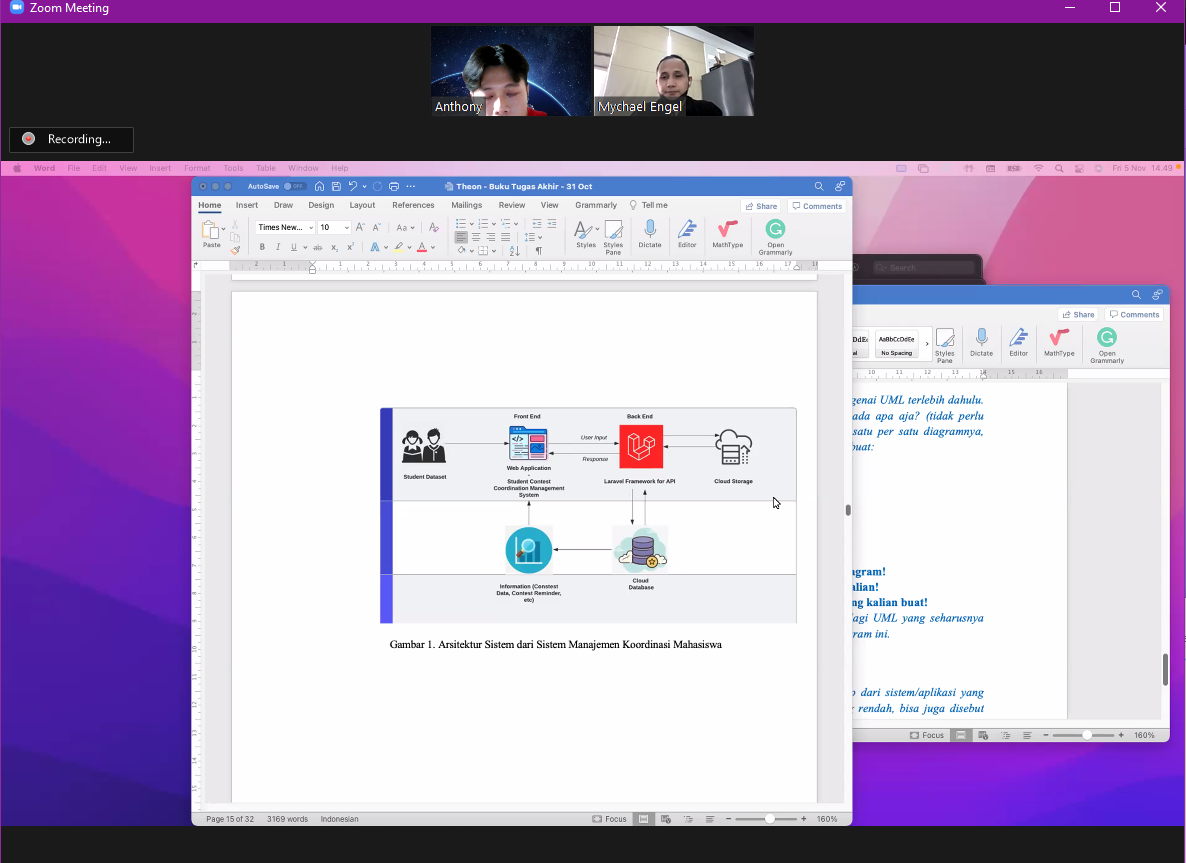 Zoom Meeting
Anthony
Mychael Engel
Recording...
Word File Edit View Insert Format Tools Table Window Help
Fri 5 Nov 14.49
AutoSave OFF
Theon - Buku Tugas Akhir - 31 Oct
Home Insert Draw Design Layout References Mailings Review View Grammarly Tell me
Share Comments
Times New... 10
Paste
Styles
Styles Pane
Dictate
Editor
MathType
Open Grammarly
Search
Front End
Back End
User Input
Response
Student Dataset
Web Application
-
Student Contest
Coordination Management
System
Laravel Framework for API
Cloud Storage
Information (Constest
Data, Contest Reminder,
etc)
Cloud
Database
Gambar 1. Arsitektur Sistem dari Sistem Manajemen Koordinasi Mahasiswa
Page 15 of 32 3169 words Indonesian
Focus
160%
Share Comments
AaBbCcDdEe
No Spacing
Styles Pane
Dictate
Editor
MathType
Open Grammarly
genai UML terlebih dahulu.
ada apa aja? (tidak perlu
satu per satu diagramnya,
buat:
agram!
alian!
ng kalian buat!
lagi UML yang seharusnya
ram ini.
dari sistem/aplikasi yang
rendah, bisa juga disebut
Focus
160%